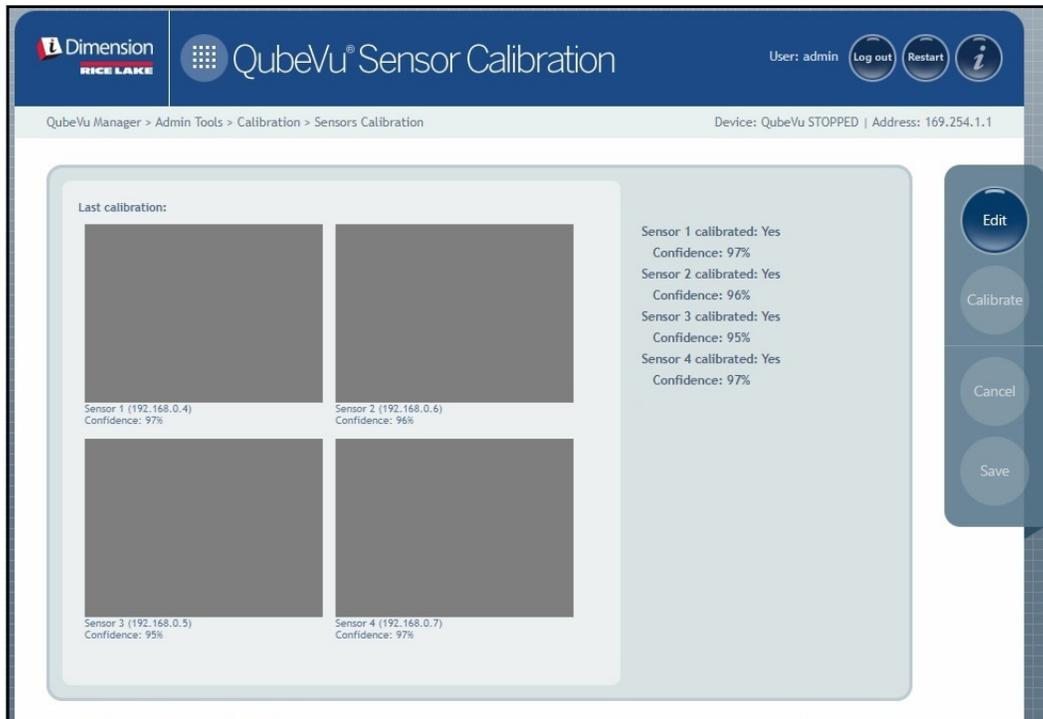 i Dimension
RICE LAKE
QubeVu® Sensor Calibration
User: admin
Log out
Restart
i
QubeVu Manager > Admin Tools > Calibration > Sensors Calibration
Device: QubeVu STOPPED | Address: 169.254.1.1
Last calibration:
Sensor 1 (192.168.0.4)
Confidence: 97%
Sensor 2 (192.168.0.6)
Confidence: 96%
Sensor 3 (192.168.0.5)
Confidence: 95%
Sensor 4 (192.168.0.7)
Confidence: 97%
Sensor 1 calibrated: Yes
Confidence: 97%
Sensor 2 calibrated: Yes
Confidence: 96%
Sensor 3 calibrated: Yes
Confidence: 95%
Sensor 4 calibrated: Yes
Confidence: 97%
Edit
Calibrate
Cancel
Save